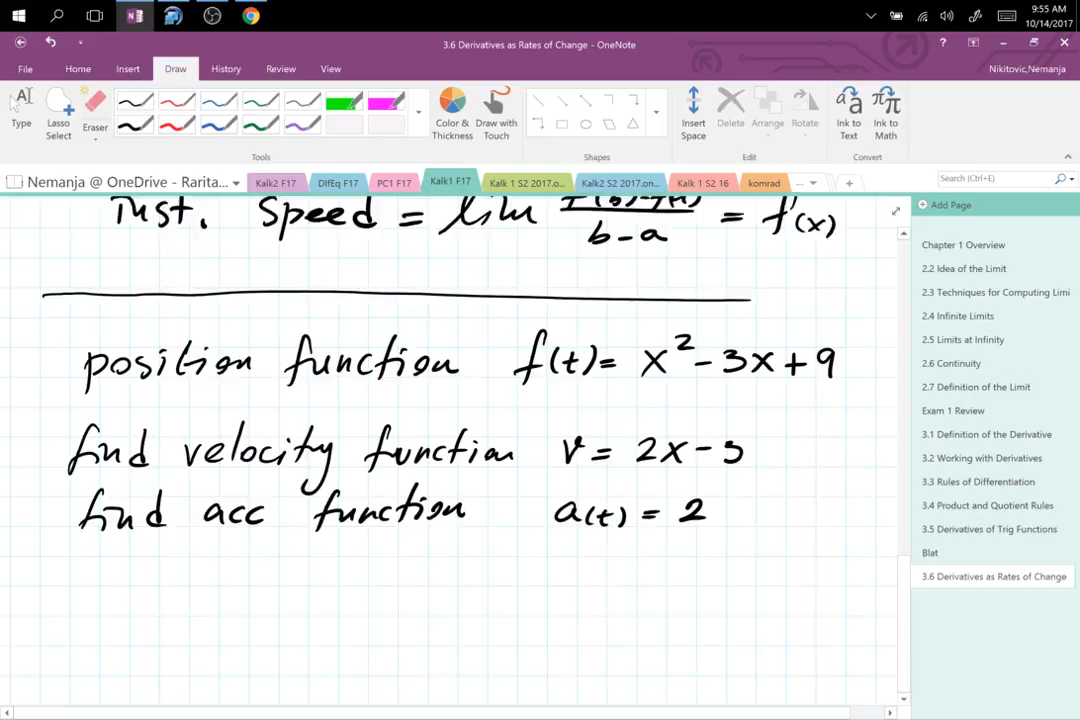 9:55 AM
10/14/2017
3.6 Derivatives as Rates of Change - OneNote
?
File Home Insert Draw History Review View
Nikitovic,Nemanja
Type
Lasso Select
Eraser
Color & Thickness
Draw with Touch
Insert Space
Delete
Arrange
Rotate
Ink to Text
Ink to Math
Tools
Shapes
Edit
Convert
Nemanja @ OneDrive - Rarita...
Kalk2 F17
DIfEq F17
PC1 F17
Kalk1 F17
Kalk 1 S2 2017.o...
Kalk2 S2 2017.on...
Kalk 1 S2 16
komrad
...
Search (Ctrl+E)
Add Page
Chapter 1 Overview
2.2 Idea of the Limit
2.3 Techniques for Computing Limi
2.4 Infinite Limits
2.5 Limits at Infinity
2.6 Continuity
2.7 Definition of the Limit
Exam 1 Review
3.1 Definition of the Derivative
3.2 Working with Derivatives
3.3 Rules of Differentiation
3.4 Product and Quotient Rules
3.5 Derivatives of Trig Functions
Blat
3.6 Derivatives as Rates of Change
Inst. Speed = lim f(b)-f(a) / b-a = f'(x)
position function f(t)= x² - 3x + 9
find velocity function v = 2x - 3
find acc function a(t) = 2